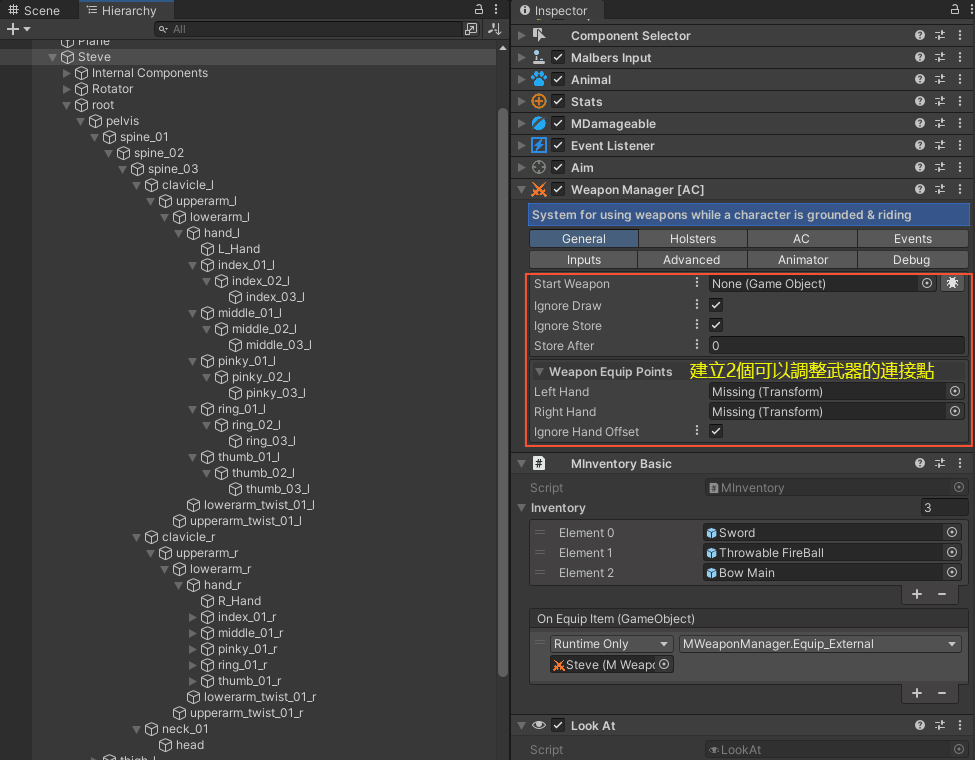 Scene
Hierarchy
All
Plane
Steve
Internal Components
Rotator
root
pelvis
spine_01
spine_02
spine_03
clavicle_l
upperarm_l
lowerarm_l
hand_l
L_Hand
index_01_l
index_02_l
index_03_l
middle_01_l
middle_02_l
middle_03_l
pinky_01_l
pinky_02_l
pinky_03_l
ring_01_l
ring_02_l
ring_03_l
thumb_01_l
thumb_02_l
thumb_03_l
lowerarm_twist_01_l
upperarm_twist_01_l
clavicle_r
upperarm_r
lowerarm_r
hand_r
R_Hand
index_01_r
middle_01_r
pinky_01_r
ring_01_r
thumb_01_r
lowerarm_twist_01_r
upperarm_twist_01_r
neck_01
head
thigh_l
Inspector
Component Selector
Malbers Input
Animal
Stats
MDamageable
Event Listener
Aim
Weapon Manager [AC]
System for using weapons while a character is grounded & riding
General Holsters AC Events
Inputs Advanced Animator Debug
Start Weapon None (Game Object)
Ignore Draw
Ignore Store
Store After 0
Weapon Equip Points 建立2個可以調整武器的連接點
Left Hand Missing (Transform)
Right Hand Missing (Transform)
Ignore Hand Offset
# MInventory Basic
Script MInventory
Inventory 3
Element 0 Sword
Element 1 Throwable FireBall
Element 2 Bow Main
+ −
On Equip Item (GameObject)
Runtime Only MWeaponManager.Equip_External
Steve (M Weapo
+ −
Look At
Script LookAt